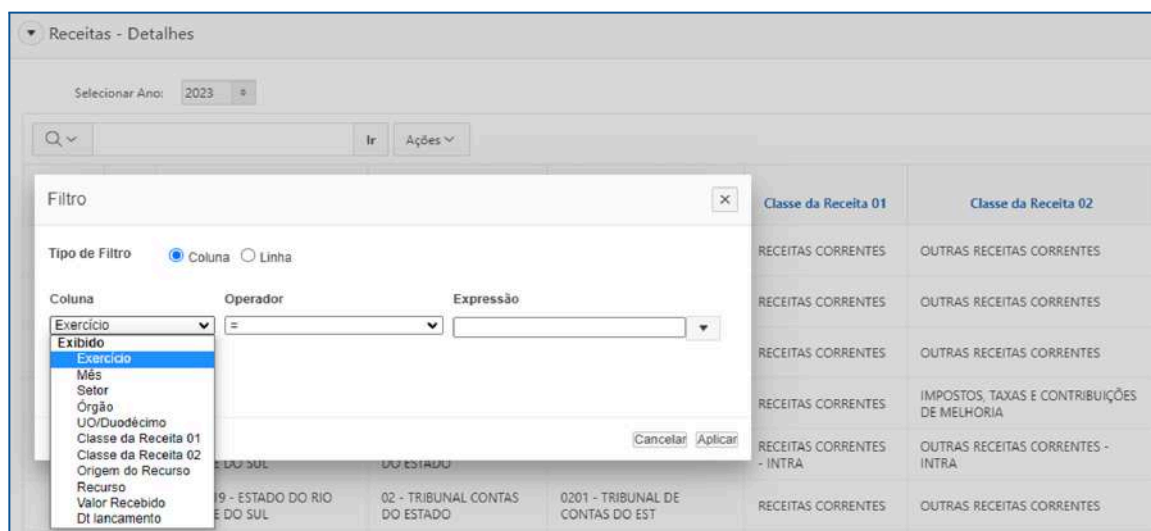 Receitas - Detalhes
Selecionar Ano: 2023
Ir Ações
Filtro
Classe da Receita 01 Classe da Receita 02
Tipo de Filtro Coluna Linha
RECEITAS CORRENTES OUTRAS RECEITAS CORRENTES
Coluna Operador Expressão
Exercício =
RECEITAS CORRENTES OUTRAS RECEITAS CORRENTES
Exibido
Exercício
Mês
Setor
Órgão
UO/Duodécimo
Classe da Receita 01
Classe da Receita 02
Origem do Recurso
Recurso
Valor Recebido
Dt lancamento
RECEITAS CORRENTES OUTRAS RECEITAS CORRENTES
RECEITAS CORRENTES IMPOSTOS, TAXAS E CONTRIBUIÇÕES
DE MELHORIA
Cancelar Aplicar
RECEITAS CORRENTES OUTRAS RECEITAS CORRENTES -
- INTRA INTRA
DO SUL DO ESTADO
19 - ESTADO DO RIO 02 - TRIBUNAL CONTAS 0201 - TRIBUNAL DE RECEITAS CORRENTES OUTRAS RECEITAS CORRENTES
DO SUL DO ESTADO CONTAS DO EST